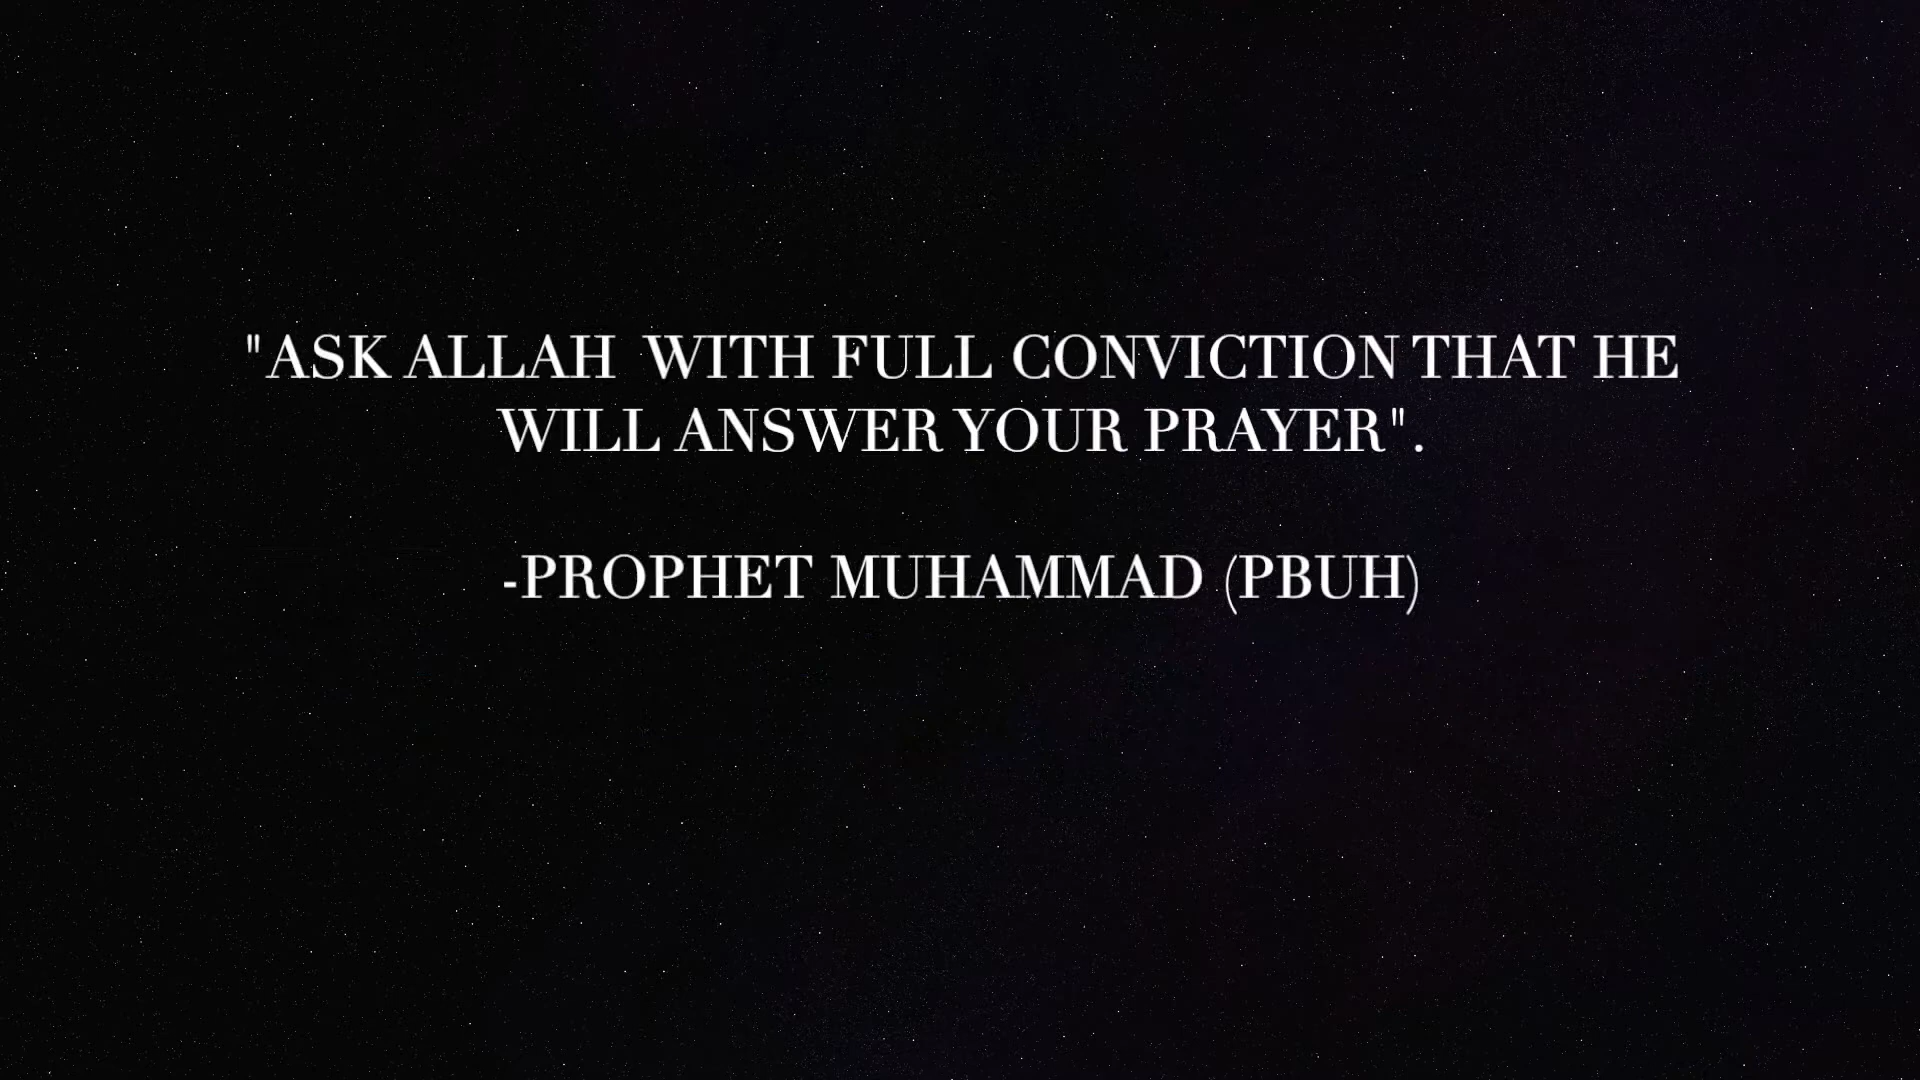 "ASK ALLAH  WITH FULL CONVICTION THAT HE
WILL ANSWER YOUR PRAYER".
-PROPHET MUHAMMAD (PBUH)